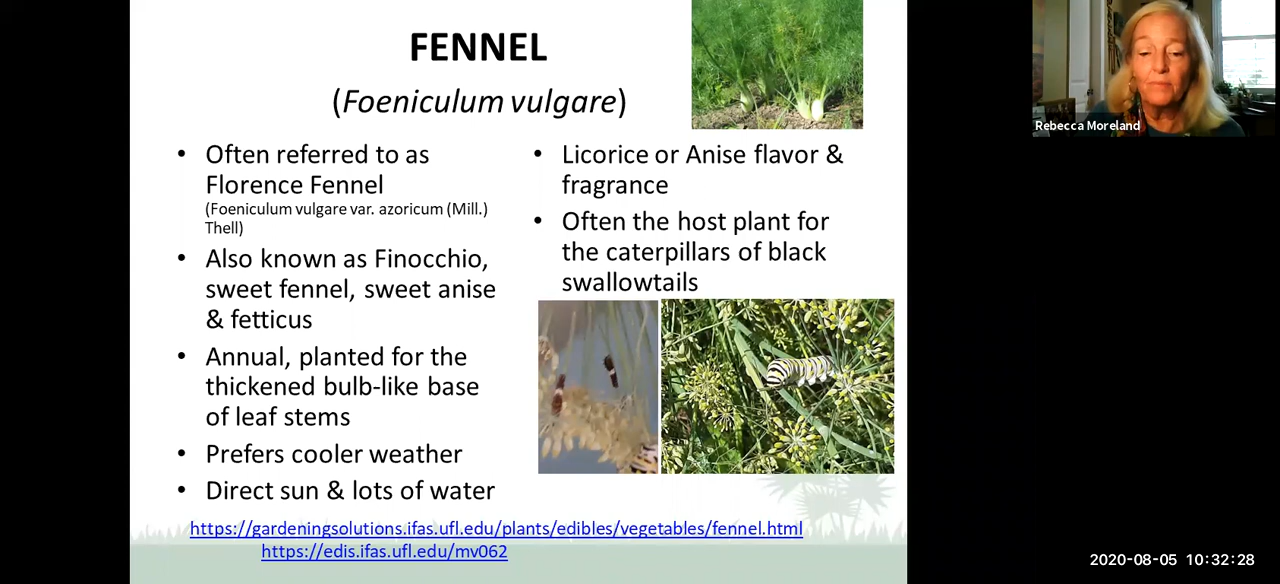 FENNEL
(Foeniculum vulgare)
• Often referred to as
Florence Fennel
(Foeniculum vulgare var. azoricum (Mill.)
Thell)
• Also known as Finocchio,
sweet fennel, sweet anise
& fetticus
• Annual, planted for the
thickened bulb-like base
of leaf stems
• Prefers cooler weather
• Direct sun & lots of water
• Licorice or Anise flavor &
fragrance
• Often the host plant for
the caterpillars of black
swallowtails
https://gardeningsolutions.ifas.ufl.edu/plants/edibles/vegetables/fennel.html
https://edis.ifas.ufl.edu/mv062
Rebecca Moreland
2020-08-05 10:32:28